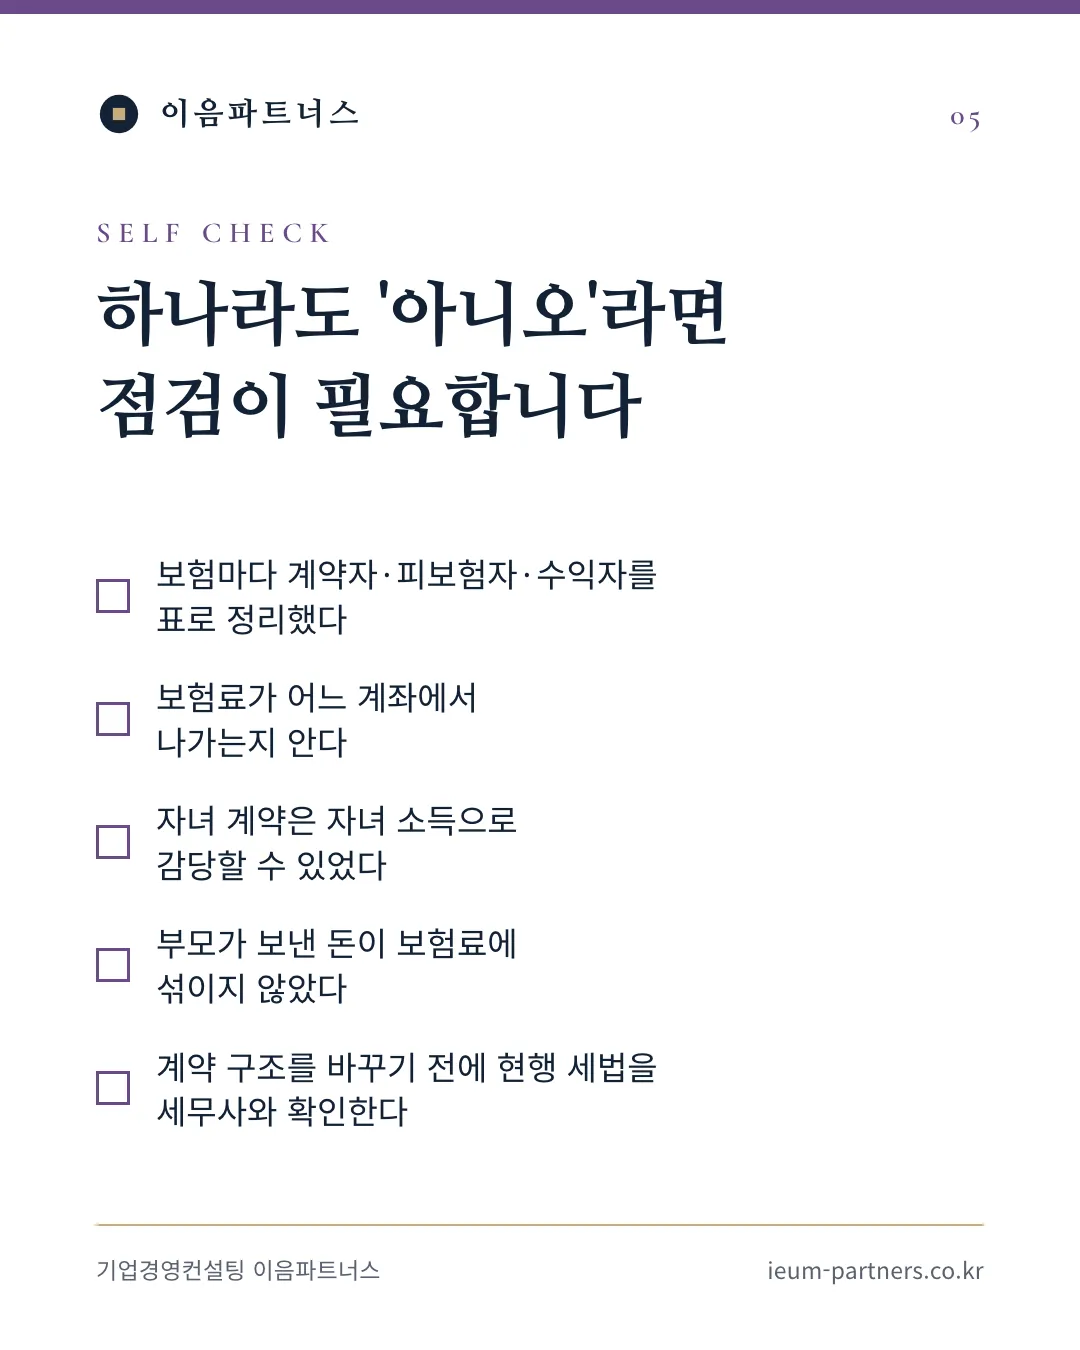 이음파트너스
05
SELF CHECK
하나라도 '아니오'라면
점검이 필요합니다
보험마다 계약자·피보험자·수익자를
표로 정리했다
보험료가 어느 계좌에서
나가는지 안다
자녀 계약은 자녀 소득으로
감당할 수 있었다
부모가 보낸 돈이 보험료에
섞이지 않았다
계약 구조를 바꾸기 전에 현행 세법을
세무사와 확인한다
기업경영컨설팅 이음파트너스
ieum-partners.co.kr